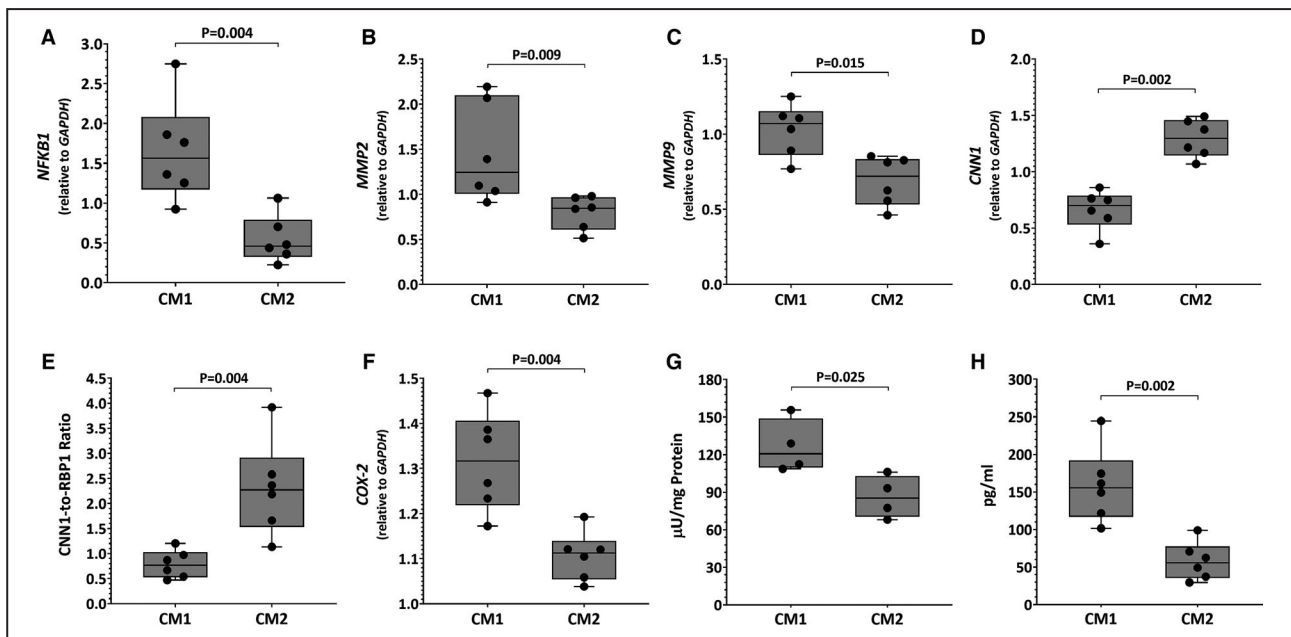 A
P=0.004
NFKB1
(relative to GAPDH)
3.0
2.5
2.0
1.5
1.0
0.5
0.0
CM1 CM2
B
P=0.009
MMP2
(relative to GAPDH)
2.5
2.0
1.5
1.0
0.5
0.0
CM1 CM2
C
P=0.015
MMP9
(relative to GAPDH)
1.5
1.0
0.5
0.0
CM1 CM2
D
P=0.002
CNN1
(relative to GAPDH)
2.0
1.5
1.0
0.5
0.0
CM1 CM2
E
P=0.004
CNN1-to-RBP1 Ratio
4.5
4.0
3.5
3.0
2.5
2.0
1.5
1.0
0.5
0.0
CM1 CM2
F
P=0.004
COX-2
(relative to GAPDH)
1.5
1.4
1.3
1.2
1.1
1.0
CM1 CM2
G
P=0.025
μU/mg Protein
180
150
120
90
60
30
0
CM1 CM2
H
P=0.002
pg/ml
300
250
200
150
100
50
0
CM1 CM2